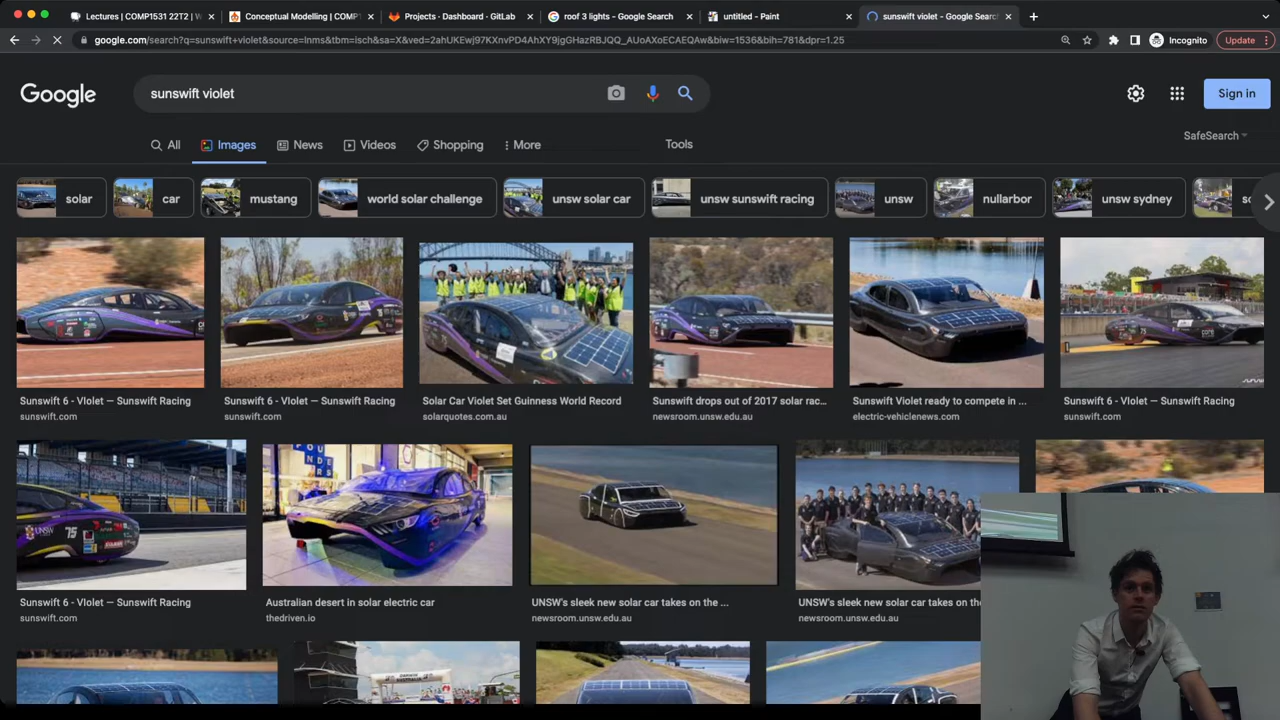 Lectures | COMP1531 22T2 | W
Conceptual Modelling | COMP1
Projects · Dashboard · GitLab
roof 3 lights - Google Search
untitled - Paint
sunswift violet - Google Search
google.com/search?q=sunswift+violet&source=lnms&tbm=isch&sa=X&ved=2ahUKEwj97KXnvPD4AhXY9jgGHazRBJQQ_AUoAXoECAEQAw&biw=1536&bih=781&dpr=1.25
Incognito
Update
Google
sunswift violet
Sign in
All
Images
News
Videos
Shopping
More
Tools
SafeSearch
solar
car
mustang
world solar challenge
unsw solar car
unsw sunswift racing
unsw
nullarbor
unsw sydney
Sunswift 6 - VIolet — Sunswift Racing
sunswift.com
Sunswift 6 - VIolet — Sunswift Racing
sunswift.com
Solar Car Violet Set Guinness World Record
solarquotes.com.au
Sunswift drops out of 2017 solar rac...
newsroom.unsw.edu.au
Sunswift Violet ready to compete in ...
electric-vehiclenews.com
Sunswift 6 - VIolet — Sunswift Racing
sunswift.com
UNSW
75
Sunswift 6 - VIolet — Sunswift Racing
sunswift.com
Australian desert in solar electric car
thedriven.io
UNSW's sleek new solar car takes on the ...
newsroom.unsw.edu.au
UNSW's sleek new solar car takes on the
newsroom.unsw.edu.au